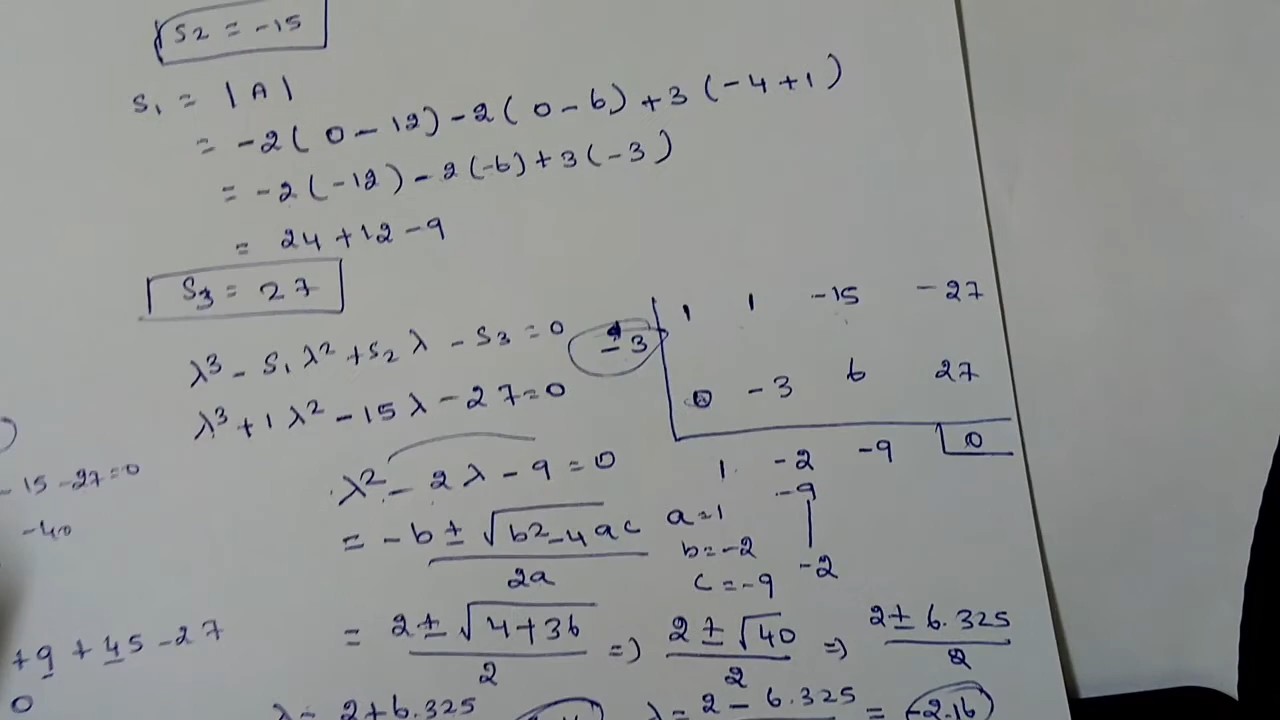 S2 = -15
S1 = |A|
= -2(0-12) -2(0-6) +3(-4+1)
= -2(-12) -2(-6)+3(-3)
= 24+12-9
S3 = 27
λ³ - S1 λ² + S2 λ - S3 = 0
λ³ + 1λ² - 15λ - 27 = 0
-3 | 1 1 -15 -27
0 -3 6 27
1 -2 -9 0
- 15 -27=0
-40
λ² - 2λ - 9 = 0
-9
-2
= -b ± √b2-4ac / 2a
a=1
b=-2
c=-9
+9 +45 -27
0
= 2 ± √4+36 / 2 => 2 ± √40 / 2 => 2 ± 6.325 / 2
λ = 2+6.325
λ = 2 - 6.325 = -2.16